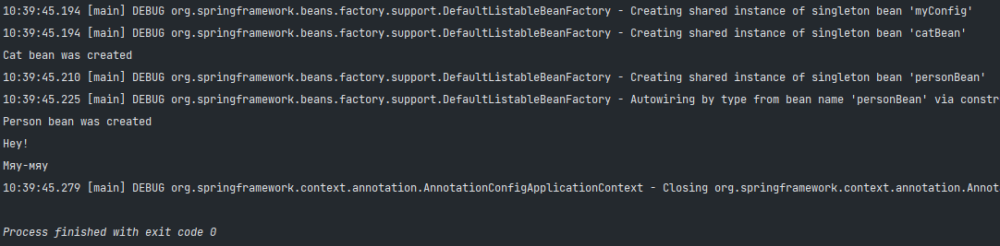 10:39:45.194 [main] DEBUG org.springframework.beans.factory.support.DefaultListableBeanFactory - Creating shared instance of singleton bean 'myConfig'
10:39:45.194 [main] DEBUG org.springframework.beans.factory.support.DefaultListableBeanFactory - Creating shared instance of singleton bean 'catBean'
Cat bean was created
10:39:45.210 [main] DEBUG org.springframework.beans.factory.support.DefaultListableBeanFactory - Creating shared instance of singleton bean 'personBean'
10:39:45.225 [main] DEBUG org.springframework.beans.factory.support.DefaultListableBeanFactory - Autowiring by type from bean name 'personBean' via constr
Person bean was created
Hey!
Мяу-мяу
10:39:45.279 [main] DEBUG org.springframework.context.annotation.AnnotationConfigApplicationContext - Closing org.springframework.context.annotation.Annot
Process finished with exit code 0